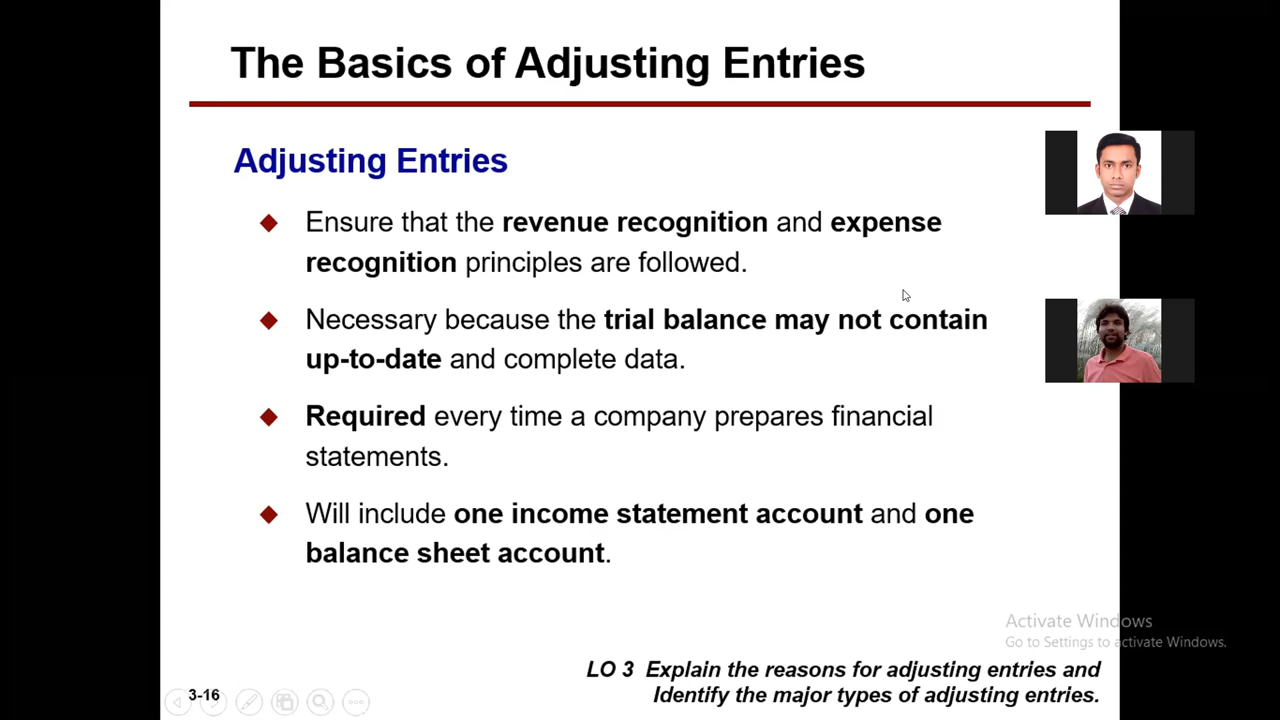 The Basics of Adjusting Entries
Adjusting Entries
Ensure that the revenue recognition and expense
recognition principles are followed.
Necessary because the trial balance may not contain
up-to-date and complete data.
Required every time a company prepares financial
statements.
Will include one income statement account and one
balance sheet account.
Activate Windows
Go to Settings to activate Windows.
LO 3 Explain the reasons for adjusting entries and
Identify the major types of adjusting entries.
3-16